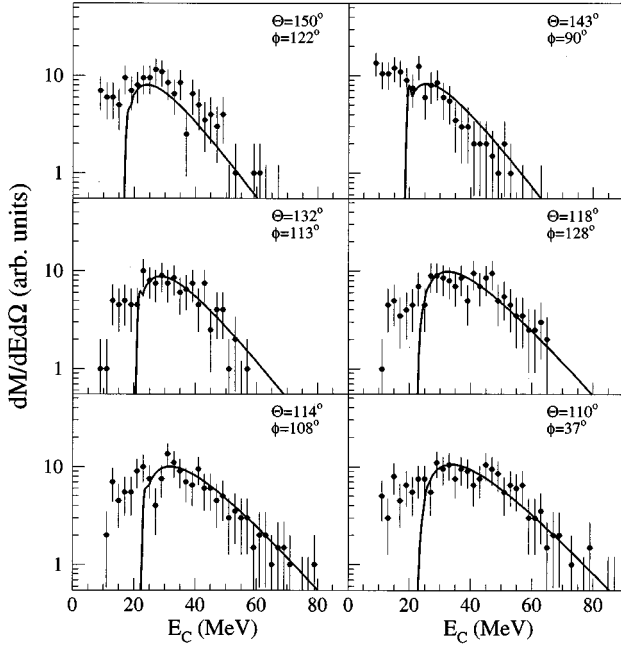 Θ=150° Θ=143°
ϕ=122° ϕ=90°
10
1
Θ=132° Θ=118°
ϕ=113° ϕ=128°
10
1
dM/dEdΩ (arb. units)
Θ=114° Θ=110°
ϕ=108° ϕ=37°
10
1
0 20 40 60 80 0 20 40 60 80
E_C (MeV) E_C (MeV)